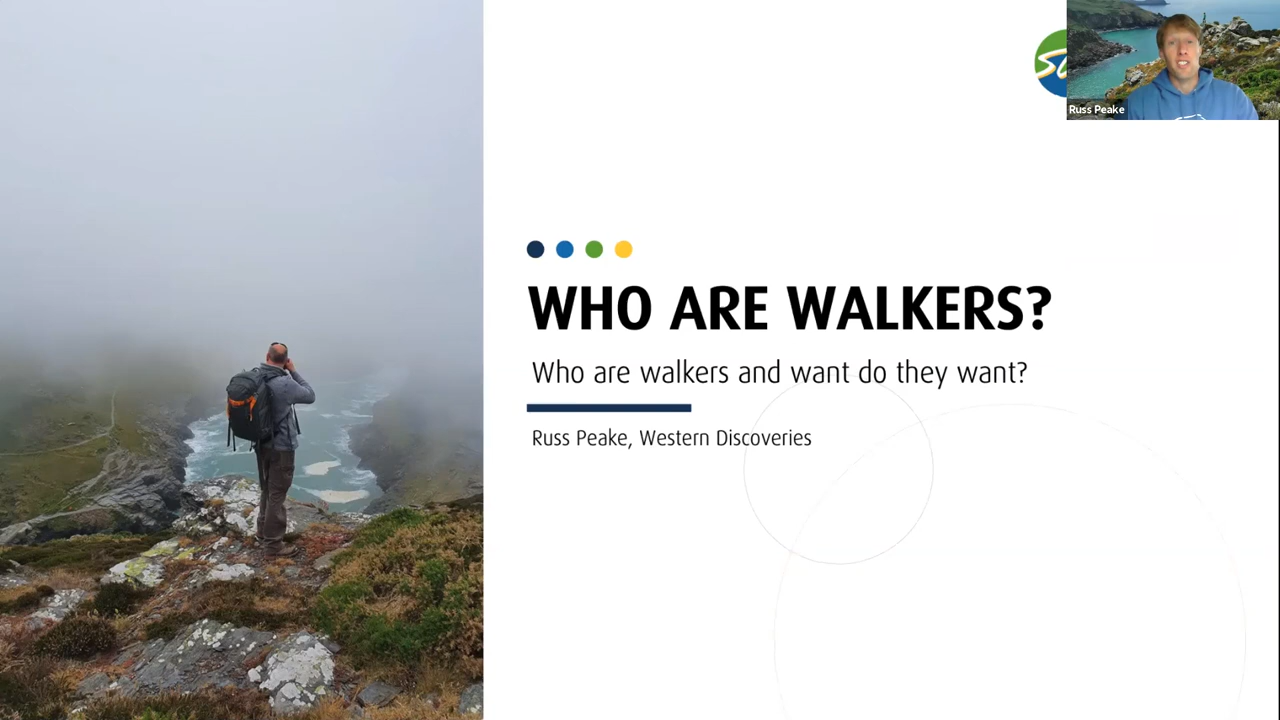 Russ Peake
WHO ARE WALKERS?
Who are walkers and want do they want?
Russ Peake, Western Discoveries